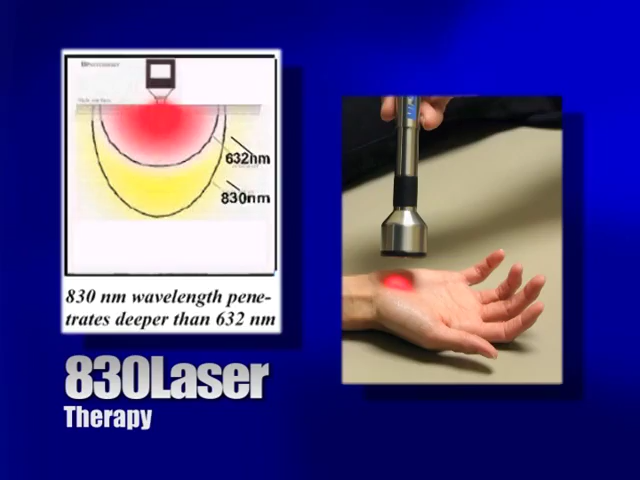 632nm
830nm
830 nm wavelength pene-
trates deeper than 632 nm
830Laser
Therapy